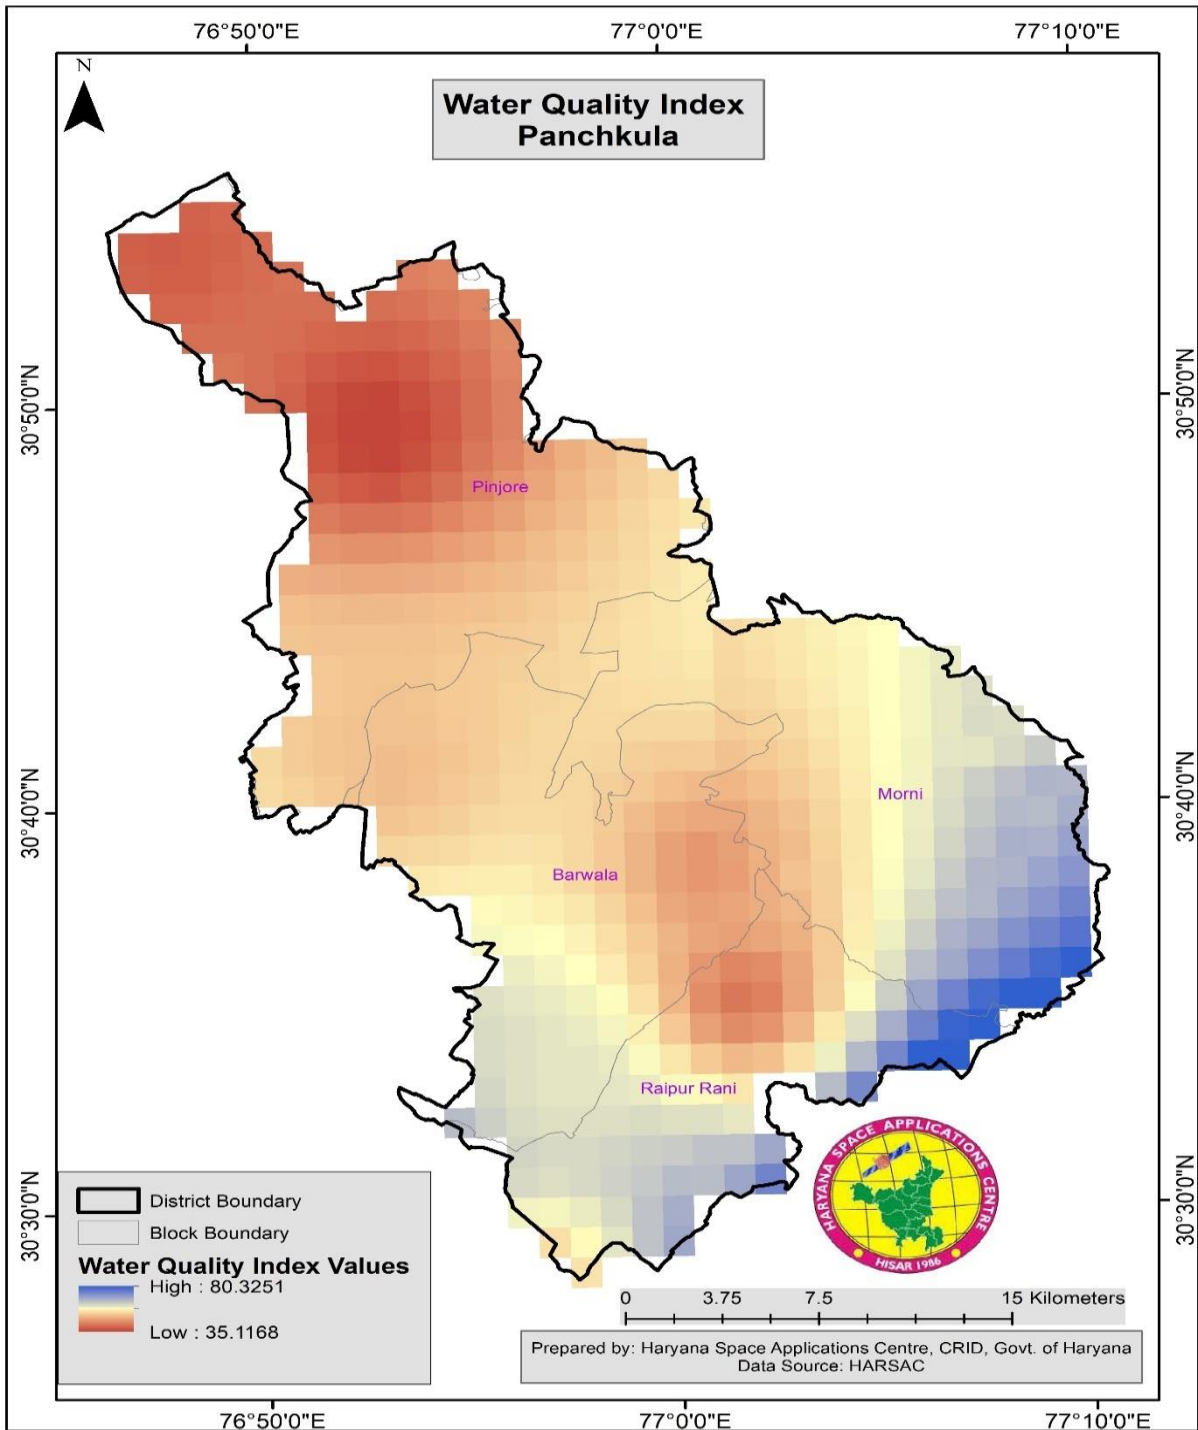 76°50'0"E
77°0'0"E
77°10'0"E
N
Water Quality Index
Panchkula
30°50'0"N
30°50'0"N
Pinjore
30°40'0"N
30°40'0"N
Morni
Barwala
Raipur Rani
30°30'0"N
30°30'0"N
HARYANA SPACE APPLICATIONS CENTRE
HISAR 1986
District Boundary
Block Boundary
Water Quality Index Values
High : 80.3251
Low : 35.1168
0 3.75 7.5 15 Kilometers
Prepared by: Haryana Space Applications Centre, CRID, Govt. of Haryana
Data Source: HARSAC
76°50'0"E
77°0'0"E
77°10'0"E